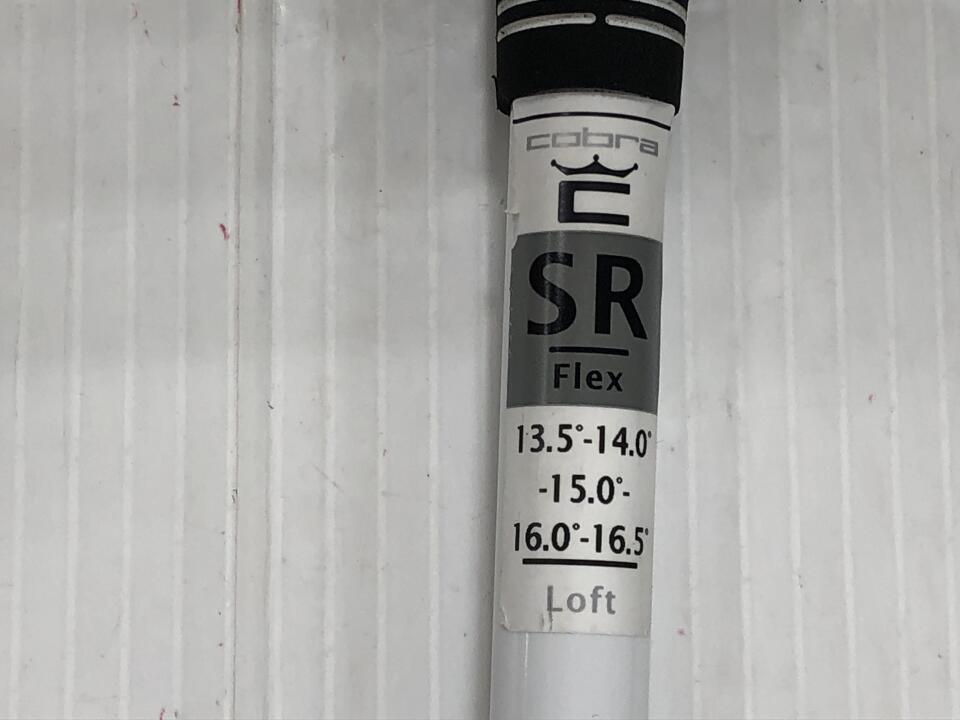 cobra
C
SR
Flex
13.5°-14.0°
-15.0°-
16.0°-16.5°
Loft